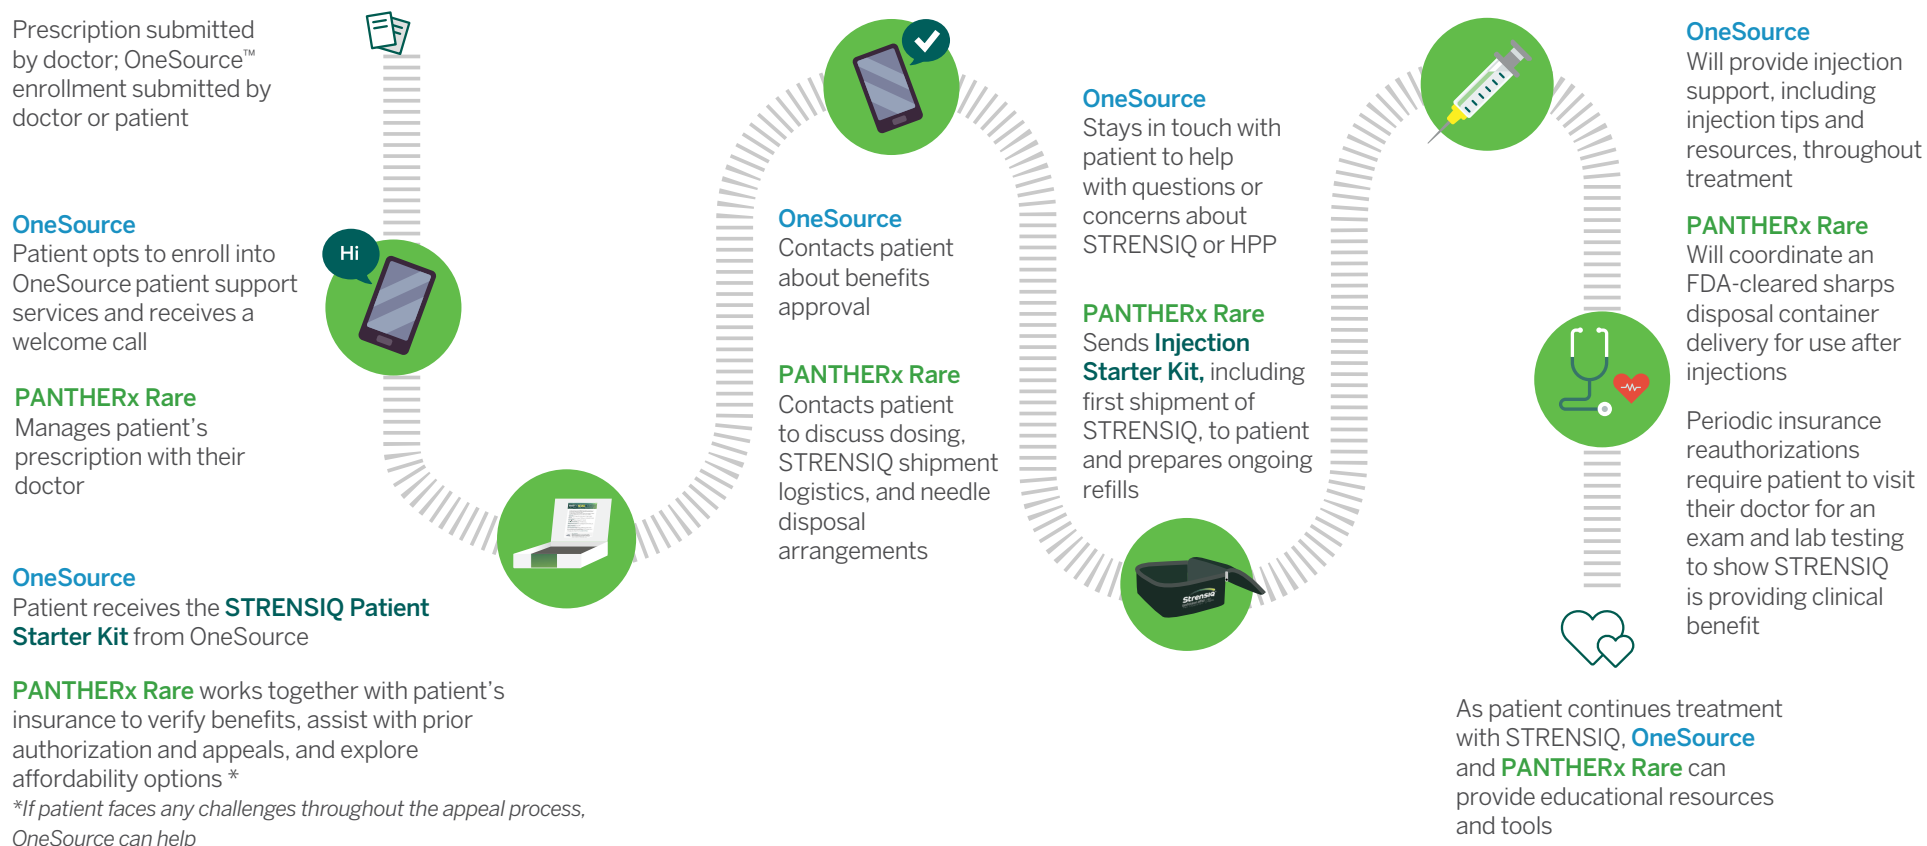 Prescription submitted
by doctor; OneSource™
enrollment submitted by
doctor or patient
OneSource
Patient opts to enroll into
OneSource patient support
services and receives a
welcome call
Hi
PANTHERx Rare
Manages patient's
prescription with their
doctor
OneSource
Patient receives the STRENSIQ Patient
Starter Kit from OneSource
PANTHERx Rare works together with patient's
insurance to verify benefits, assist with prior
authorization and appeals, and explore
affordability options *
*If patient faces any challenges throughout the appeal process,
OneSource can help
OneSource
Contacts patient
about benefits
approval
PANTHERx Rare
Contacts patient
to discuss dosing,
STRENSIQ shipment
logistics, and needle
disposal
arrangements
OneSource
Stays in touch with
patient to help
with questions or
concerns about
STRENSIQ or HPP
PANTHERx Rare
Sends Injection
Starter Kit, including
first shipment of
STRENSIQ, to patient
and prepares ongoing
refills
Strensiq
OneSource
Will provide injection
support, including
injection tips and
resources, throughout
treatment
PANTHERx Rare
Will coordinate an
FDA-cleared sharps
disposal container
delivery for use after
injections
Periodic insurance
reauthorizations
require patient to visit
their doctor for an
exam and lab testing
to show STRENSIQ
is providing clinical
benefit
As patient continues treatment
with STRENSIQ, OneSource
and PANTHERx Rare can
provide educational resources
and tools